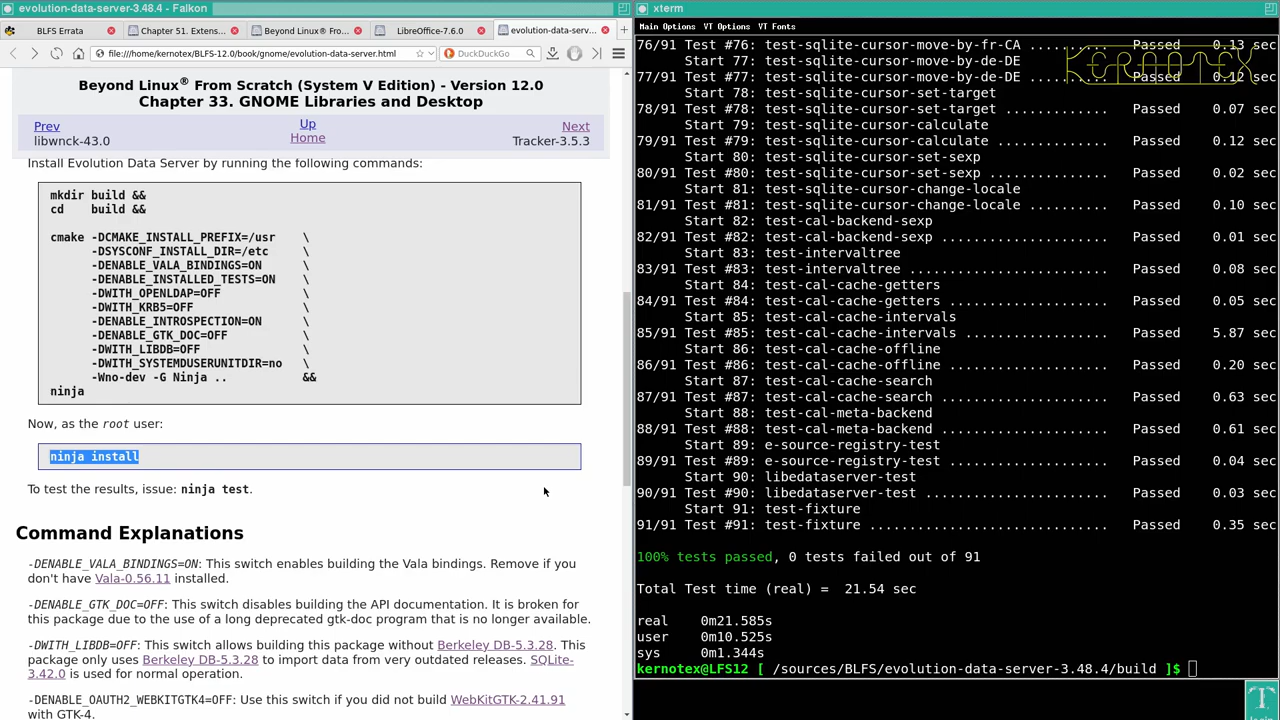 evolution-data-server-3.48.4 - Falkon
BLFS Errata
Chapter 51. Extens...
Beyond Linux® Fro...
LibreOffice-7.6.0
evolution-data-serv...
file:///home/kernotex/BLFS-12.0/book/gnome/evolution-data-server.html
DuckDuckGo
Beyond Linux® From Scratch (System V Edition) - Version 12.0
Chapter 33. GNOME Libraries and Desktop
Prev
Up
Next
libwnck-43.0
Home
Tracker-3.5.3
Install Evolution Data Server by running the following commands:
mkdir build &&
cd    build &&
cmake -DCMAKE_INSTALL_PREFIX=/usr    \
-DSYSCONF_INSTALL_DIR=/etc     \
-DENABLE_VALA_BINDINGS=ON      \
-DENABLE_INSTALLED_TESTS=ON    \
-DWITH_OPENLDAP=OFF            \
-DWITH_KRB5=OFF                \
-DENABLE_INTROSPECTION=ON      \
-DENABLE_GTK_DOC=OFF           \
-DWITH_LIBDB=OFF               \
-DWITH_SYSTEMDUSERUNITDIR=no   \
-Wno-dev -G Ninja ..           &&
ninja
Now, as the root user:
ninja install
To test the results, issue: ninja test.
Command Explanations
-DENABLE_VALA_BINDINGS=ON: This switch enables building the Vala bindings. Remove if you
don't have Vala-0.56.11 installed.
-DENABLE_GTK_DOC=OFF: This switch disables building the API documentation. It is broken for
this package due to the use of a long deprecated gtk-doc program that is no longer available.
-DWITH_LIBDB=OFF: This switch allows building this package without Berkeley DB-5.3.28. This
package only uses Berkeley DB-5.3.28 to import data from very outdated releases. SQLite-
3.42.0 is used for normal operation.
-DENABLE_OAUTH2_WEBKITGTK4=OFF: Use this switch if you did not build WebKitGTK-2.41.91
with GTK-4.
xterm
Main Options  VT Options  VT Fonts
KERNOTEX
76/91 Test #76: test-sqlite-cursor-move-by-fr-CA ..........   Passed    0.13 sec
Start 77: test-sqlite-cursor-move-by-de-DE
77/91 Test #77: test-sqlite-cursor-move-by-de-DE ..........   Passed    0.12 sec
Start 78: test-sqlite-cursor-set-target
78/91 Test #78: test-sqlite-cursor-set-target .............   Passed    0.07 sec
Start 79: test-sqlite-cursor-calculate
79/91 Test #79: test-sqlite-cursor-calculate ..............   Passed    0.12 sec
Start 80: test-sqlite-cursor-set-sexp
80/91 Test #80: test-sqlite-cursor-set-sexp ...............   Passed    0.02 sec
Start 81: test-sqlite-cursor-change-locale
81/91 Test #81: test-sqlite-cursor-change-locale ..........   Passed    0.10 sec
Start 82: test-cal-backend-sexp
82/91 Test #82: test-cal-backend-sexp .....................   Passed    0.01 sec
Start 83: test-intervaltree
83/91 Test #83: test-intervaltree .........................   Passed    0.08 sec
Start 84: test-cal-cache-getters
84/91 Test #84: test-cal-cache-getters ....................   Passed    0.05 sec
Start 85: test-cal-cache-intervals
85/91 Test #85: test-cal-cache-intervals ..................   Passed    5.87 sec
Start 86: test-cal-cache-offline
86/91 Test #86: test-cal-cache-offline ....................   Passed    0.20 sec
Start 87: test-cal-cache-search
87/91 Test #87: test-cal-cache-search .....................   Passed    0.63 sec
Start 88: test-cal-meta-backend
88/91 Test #88: test-cal-meta-backend .....................   Passed    0.61 sec
Start 89: e-source-registry-test
89/91 Test #89: e-source-registry-test ....................   Passed    0.04 sec
Start 90: libedataserver-test
90/91 Test #90: libedataserver-test .......................   Passed    0.03 sec
Start 91: test-fixture
91/91 Test #91: test-fixture ..............................   Passed    0.35 sec
100% tests passed, 0 tests failed out of 91
Total Test time (real) =  21.54 sec
real    0m21.585s
user    0m10.525s
sys     0m1.344s
kernotex@LFS12 [ /sources/BLFS/evolution-data-server-3.48.4/build ]$